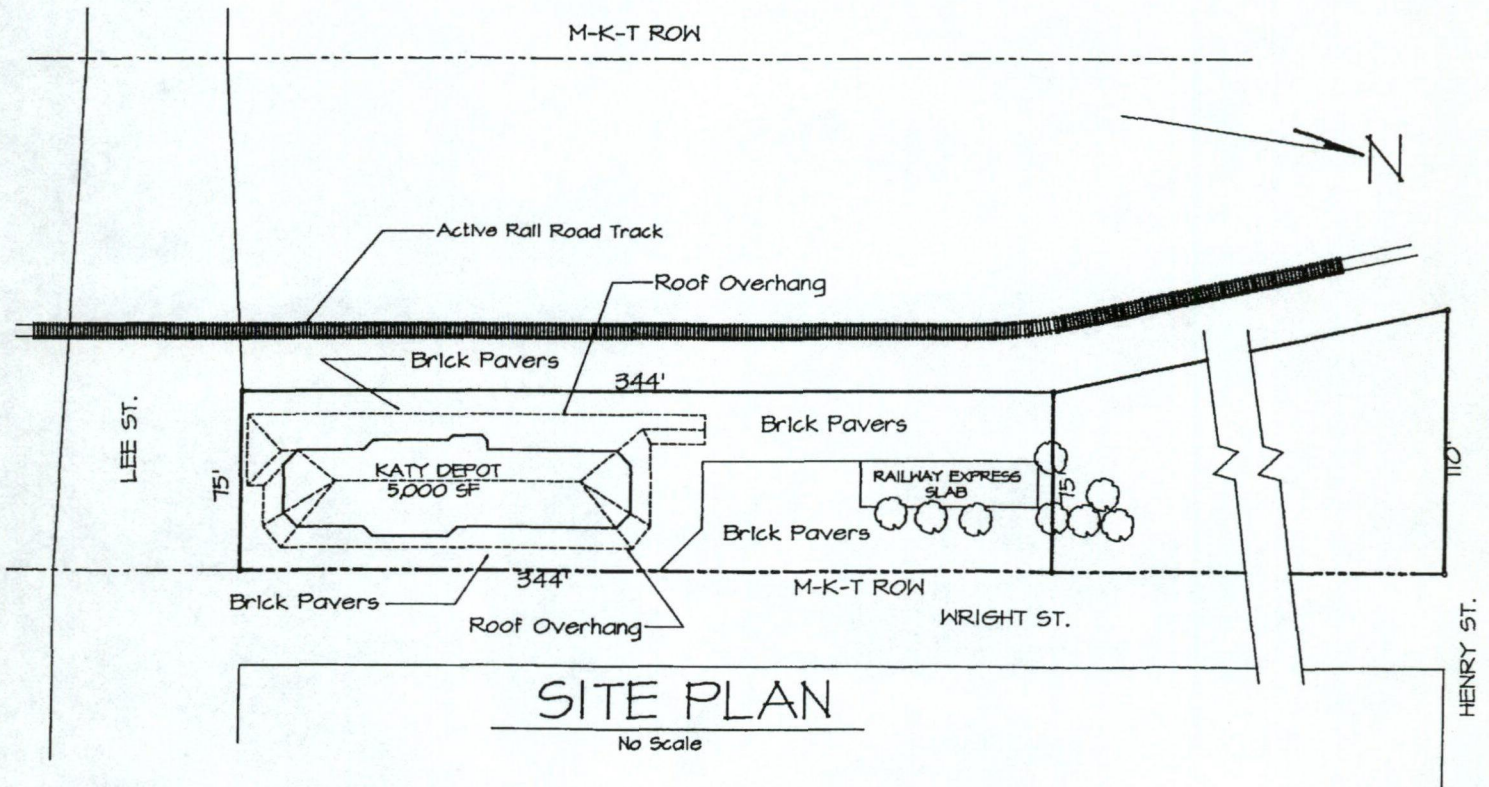 M-K-T ROW
N
Active Rail Road Track
Roof Overhang
Brick Pavers
344'
Brick Pavers
LEE ST.
75'
KATY DEPOT
5,000 SF
RAILWAY EXPRESS
SLAB
75'
110'
Brick Pavers
344'
M-K-T ROW
Brick Pavers
WRIGHT ST.
Roof Overhang
HENRY ST.
SITE PLAN
No Scale